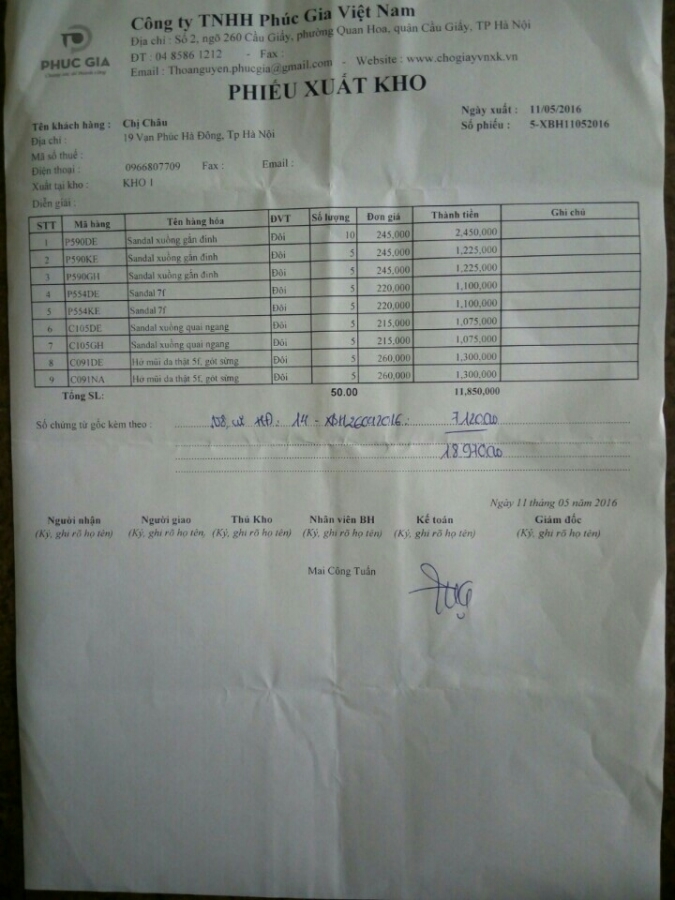 PHUC GIA
Công ty TNHH Phúc Gia Việt Nam
Địa chỉ : Số 2, ngõ 260 Cầu Giấy, phường Quan Hoa, quận Cầu Giấy, TP Hà Nội
ĐT : 04 8586 1212 - Fax :
Email : Thoanguyen.phucgia@gmail.com - Website : www.chogiayvnxk.vn
PHIẾU XUẤT KHO
Ngày xuất : 11/05/2016
Số phiếu : 5-XBH11052016
Tên khách hàng : Chị Châu
Địa chỉ : 19 Vạn Phúc Hà Đông, Tp Hà Nội
Mã số thuế :
Điện thoại : 0966807709 Fax : Email :
Xuất tại kho : KHO 1
Diễn giải :
STT Mã hàng Tên hàng hóa ĐVT Số lượng Đơn giá Thành tiền Ghi chú
1 P590DE Sandal xuồng gắn đinh Đôi 10 245,000 2,450,000
2 P590KE Sandal xuồng gắn đinh Đôi 5 245,000 1,225,000
3 P590GH Sandal xuồng gắn đinh Đôi 5 245,000 1,225,000
4 P554DE Sandal 7f Đôi 5 220,000 1,100,000
5 P554KE Sandal 7f Đôi 5 220,000 1,100,000
6 C105DE Sandal xuồng quai ngang Đôi 5 215,000 1,075,000
7 C105GH Sandal xuồng quai ngang Đôi 5 215,000 1,075,000
8 C091DE Hở mũi da thật 5f, gót sừng Đôi 5 260,000 1,300,000
9 C091NA Hở mũi da thật 5f, gót sừng Đôi 5 260,000 1,300,000
Tổng SL: 50.00 11,850,000
Số chứng từ gốc kèm theo : HĐ: 14 - XBH26042016: 7.120.000
18.970.000
Ngày 11 tháng 05 năm 2016
Người nhận Người giao Thủ Kho Nhân viên BH Kế toán Giám đốc
(Ký, ghi rõ họ tên) (Ký, ghi rõ họ tên) (Ký, ghi rõ họ tên) (Ký, ghi rõ họ tên) (Ký, ghi rõ họ tên) (Ký, ghi rõ họ tên)
Mai Công Tuấn